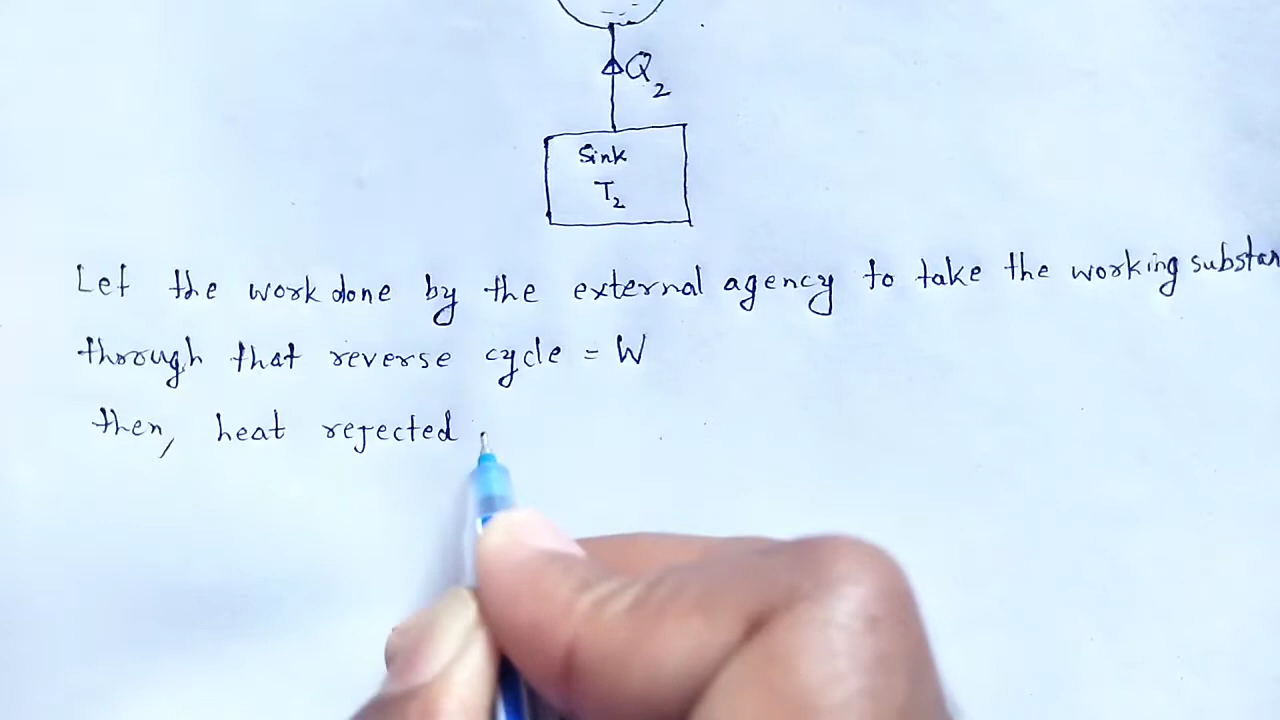 Q2
Sink
T2
Let the work done by the external agency to take the working substan
through that reverse cycle = W
then, heat rejected